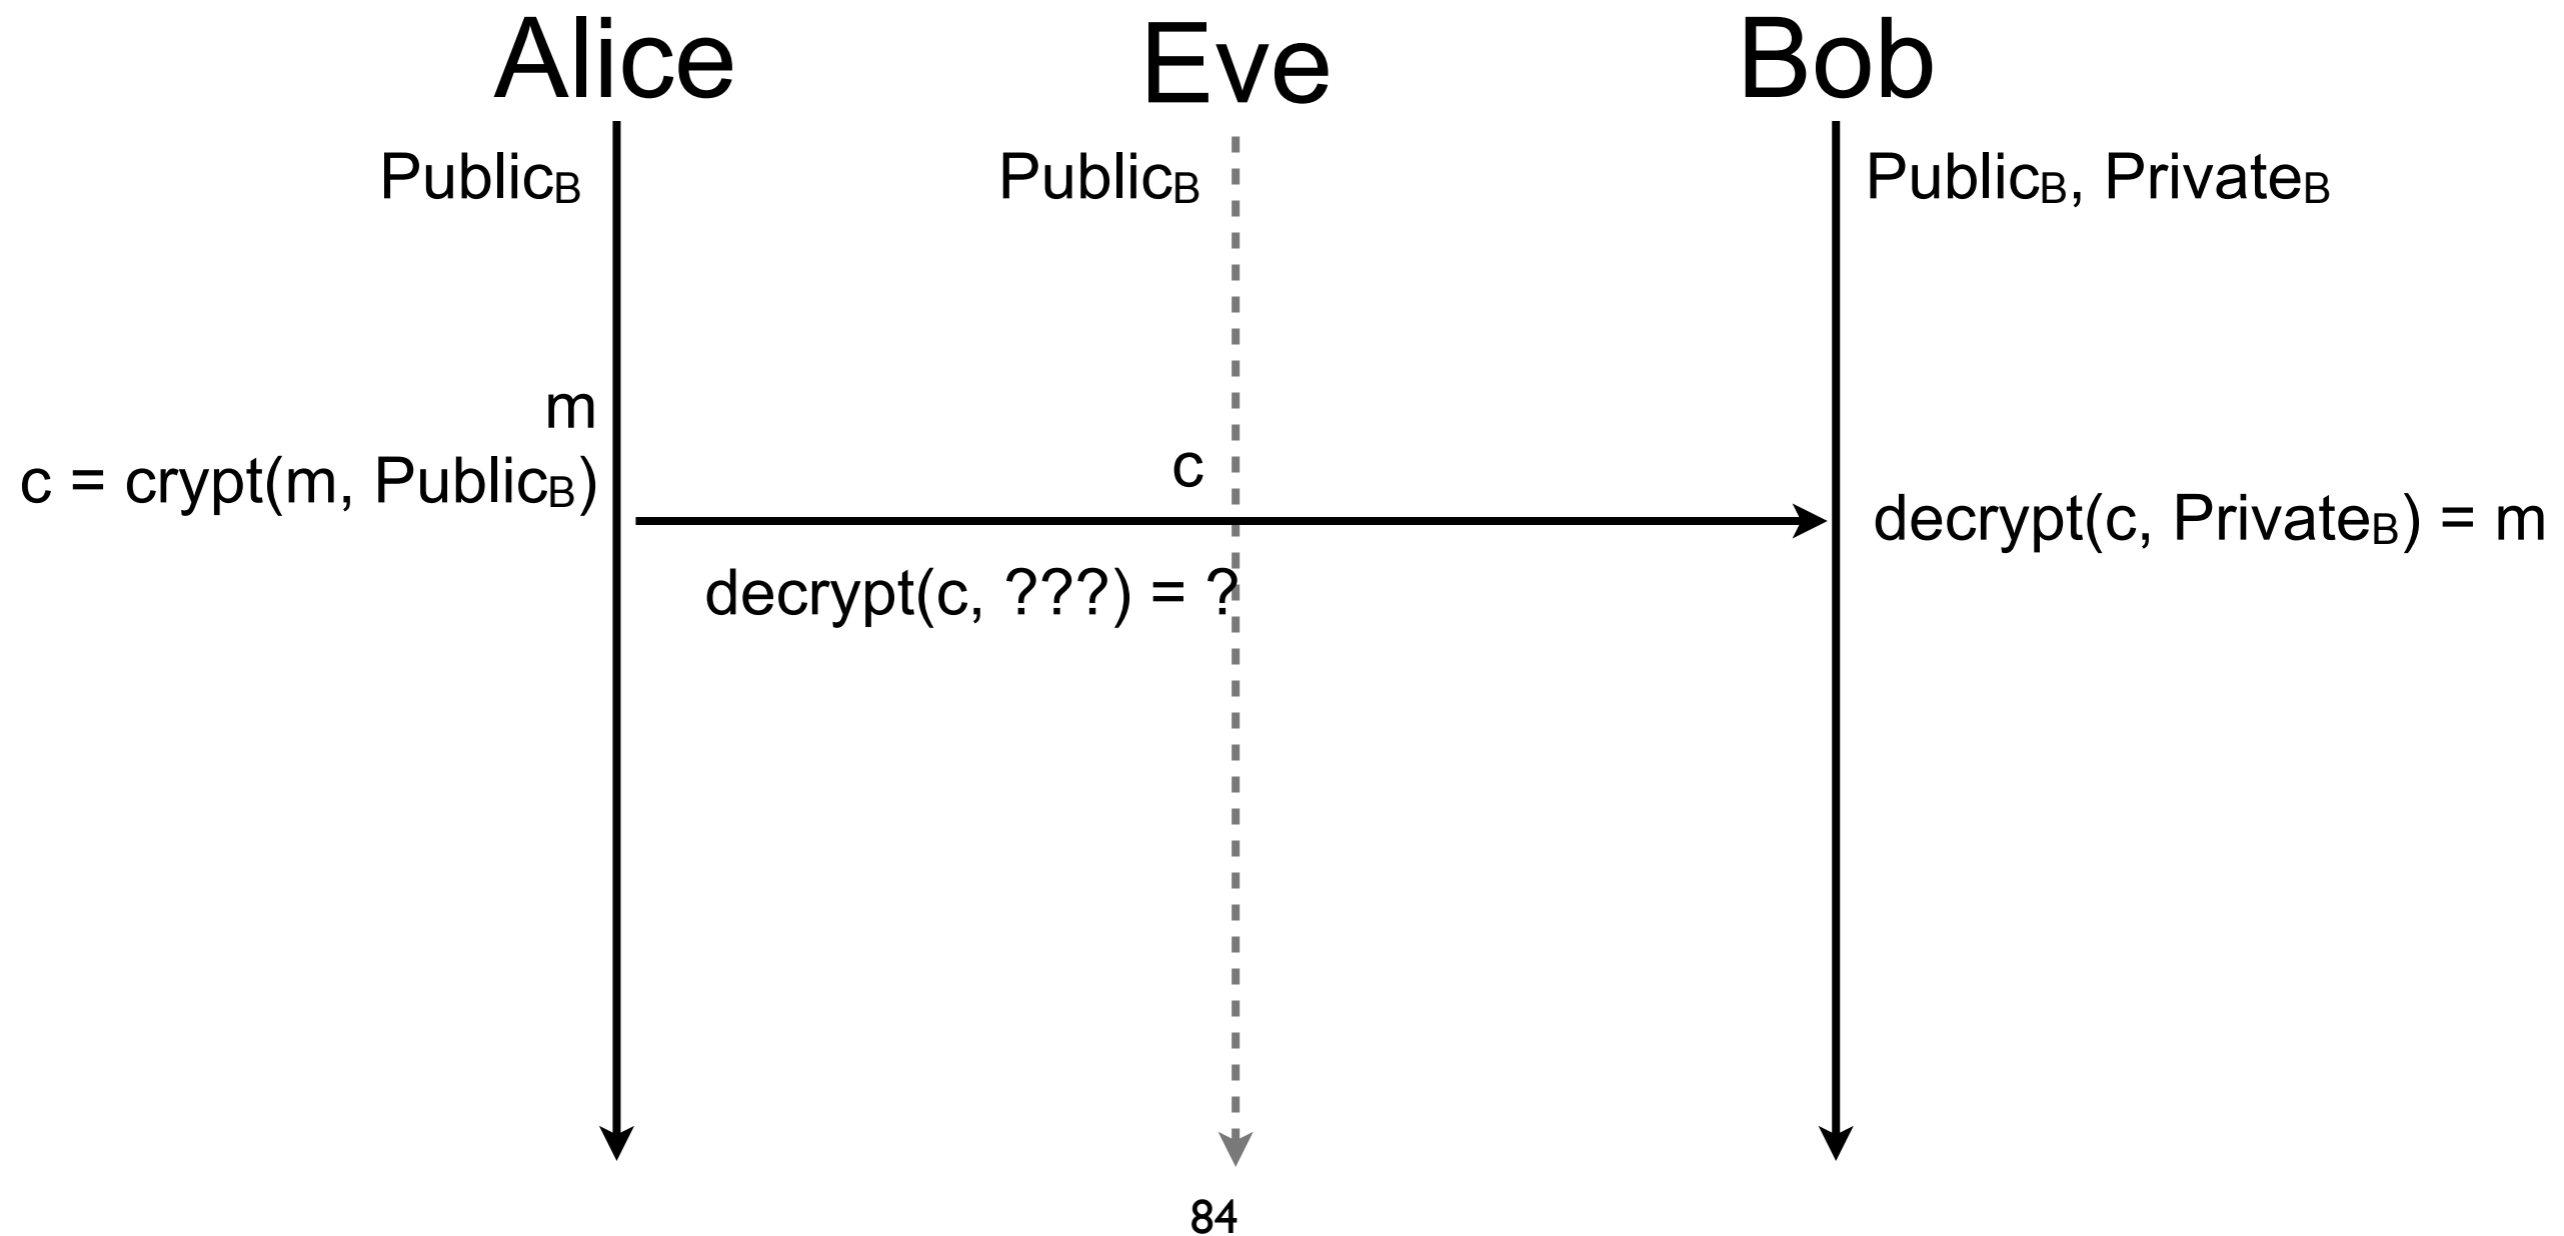 Alice
Eve
Bob
PublicB
PublicB
PublicB, PrivateB
m
c = crypt(m, PublicB)
c
decrypt(c, PrivateB) = m
decrypt(c, ???) = ?
84